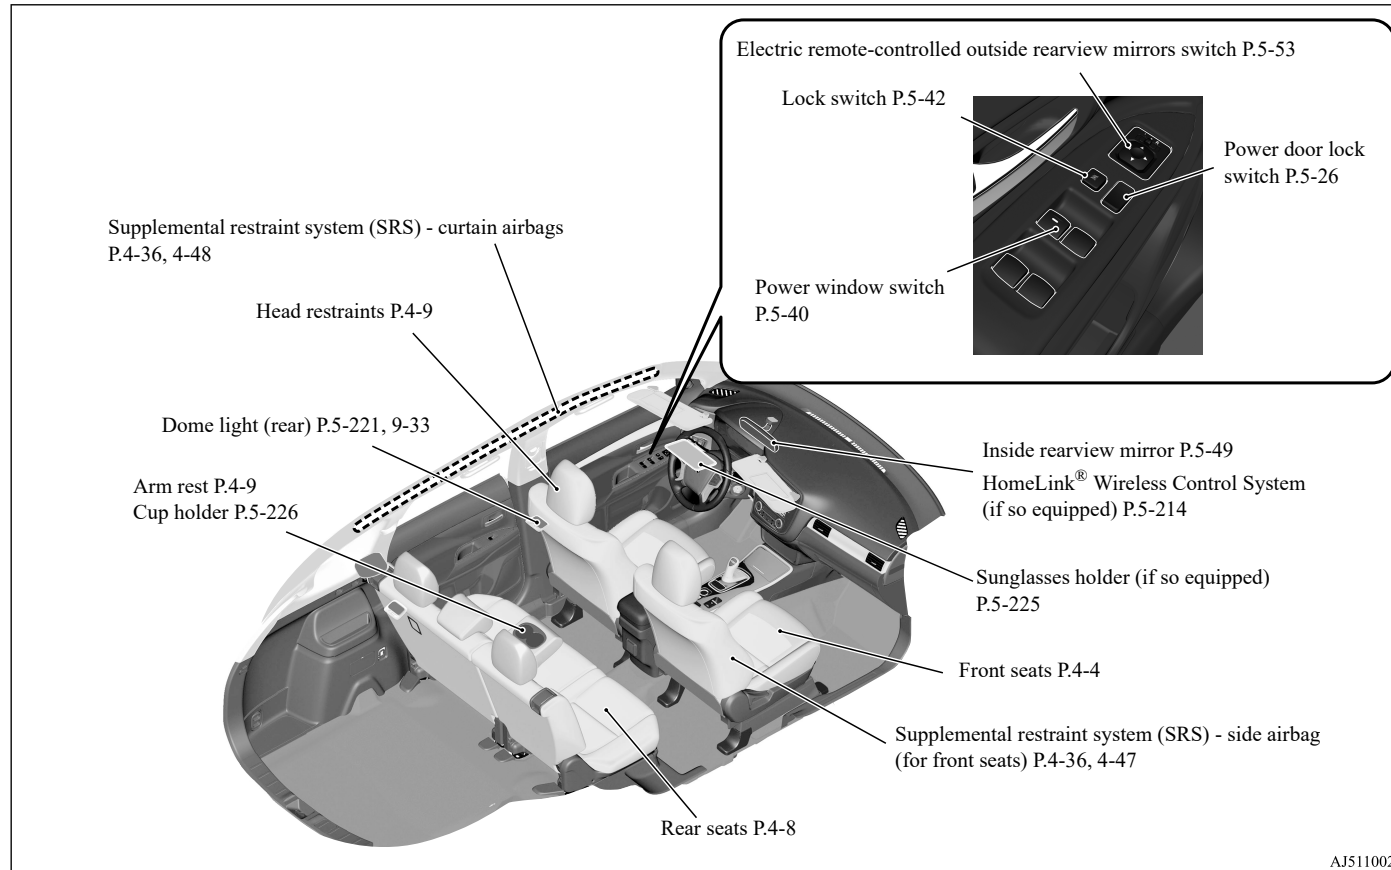 Electric remote-controlled outside rearview mirrors switch P.5-53
Lock switch P.5-42
Power door lock
switch P.5-26
Power window switch
P.5-40
Supplemental restraint system (SRS) - curtain airbags
P.4-36, 4-48
Head restraints P.4-9
Dome light (rear) P.5-221, 9-33
Arm rest P.4-9
Cup holder P.5-226
Inside rearview mirror P.5-49
HomeLink® Wireless Control System
(if so equipped) P.5-214
Sunglasses holder (if so equipped)
P.5-225
Front seats P.4-4
Supplemental restraint system (SRS) - side airbag
(for front seats) P.4-36, 4-47
Rear seats P.4-8
AJ511002